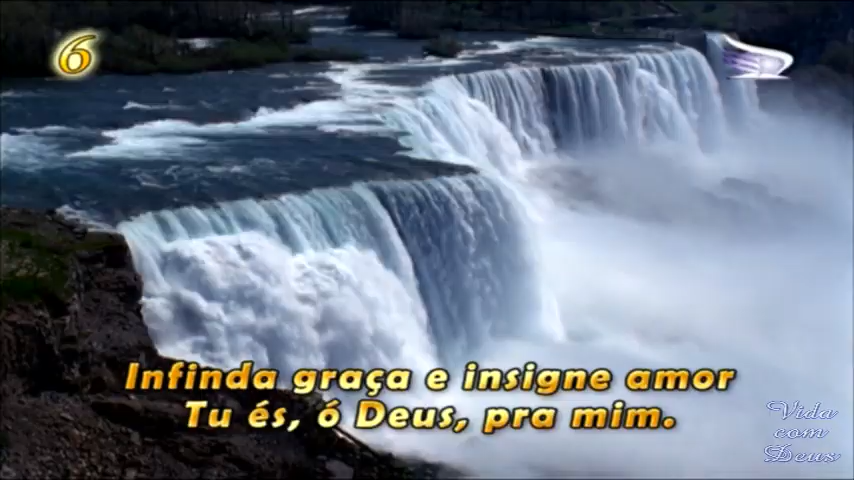 6
Infinda graça e insigne amor
Tu és, ó Deus, pra mim.
Vida
com
Deus